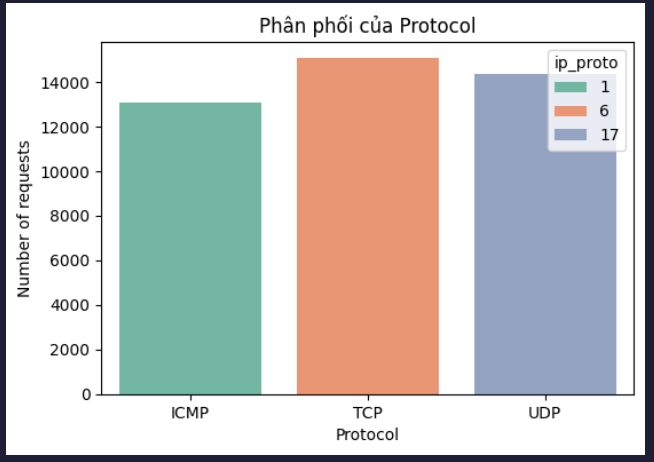 Phân phối của Protocol
ip_proto
1
6
17
Number of requests
14000
12000
10000
8000
6000
4000
2000
0
ICMP
TCP
UDP
Protocol